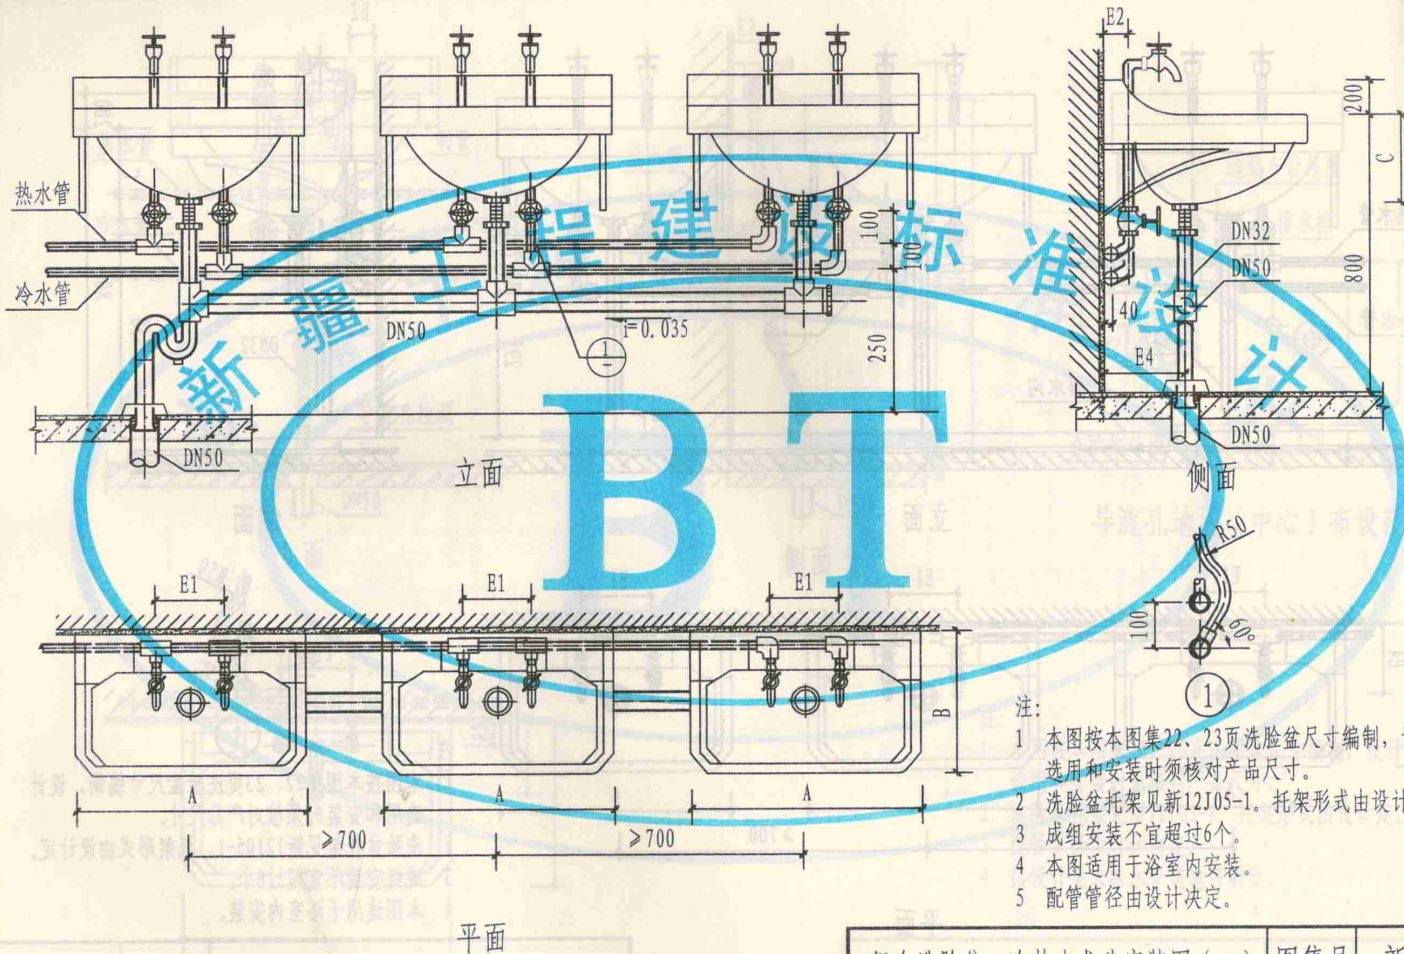 E2
200
C
800
热水管
冷水管
100
100
250
DN50
i=0.035
1
DN50
DN32
DN50
40
E4
DN50
立面
侧面
新疆工程建设标准设计
BT
E1
E1
E1
R50
100
60°
1
B
A
A
A
≥700
≥700
平面
注:
1 本图按本图集22、23页洗脸盆尺寸编制,
选用和安装时须核对产品尺寸。
2 洗脸盆托架见新12J05-1。托架形式由设计
3 成组安装不宜超过6个。
4 本图适用于浴室内安装。
5 配管管径由设计决定。
图集号